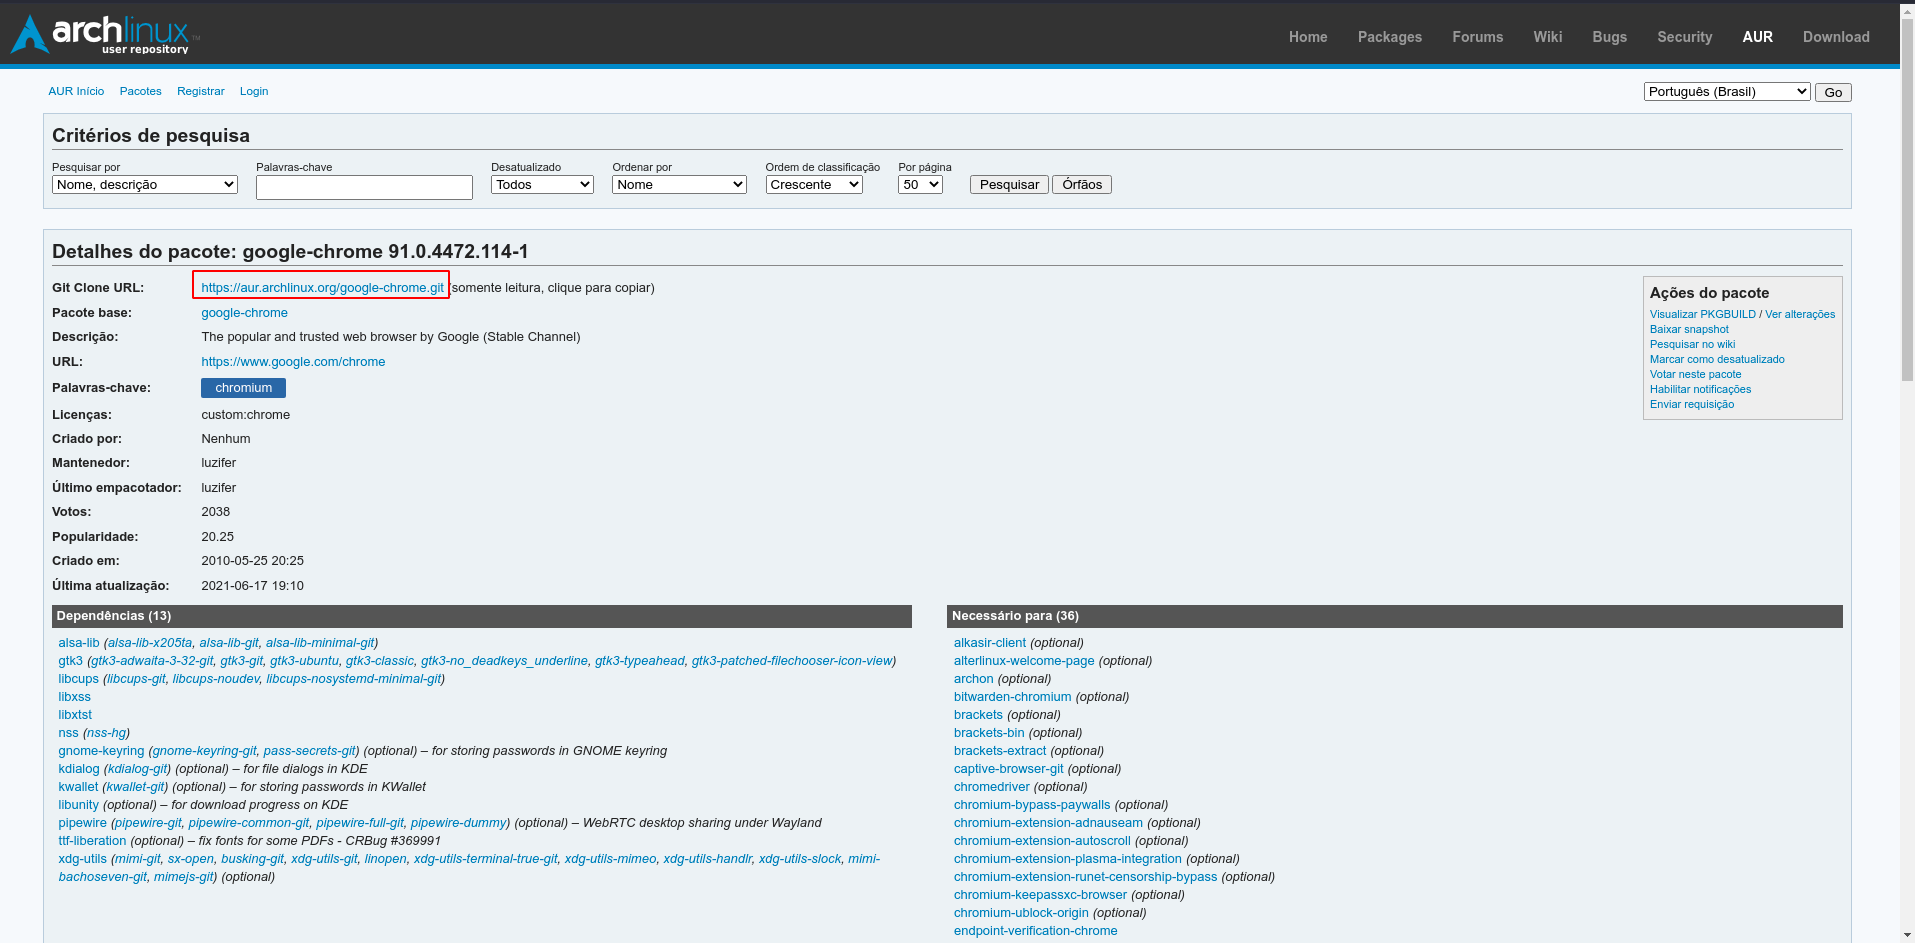 archlinux™
user repository
Home Packages Forums Wiki Bugs Security AUR Download
AUR Início Pacotes Registrar Login
Português (Brasil) Go
Critérios de pesquisa
Pesquisar por Palavras-chave Desatualizado Ordenar por Ordem de classificação Por página
Nome, descrição Todos Nome Crescente 50 Pesquisar Órfãos
Detalhes do pacote: google-chrome 91.0.4472.114-1
Git Clone URL: https://aur.archlinux.org/google-chrome.git (somente leitura, clique para copiar)
Pacote base: google-chrome
Descrição: The popular and trusted web browser by Google (Stable Channel)
URL: https://www.google.com/chrome
Palavras-chave: chromium
Licenças: custom:chrome
Criado por: Nenhum
Mantenedor: luzifer
Último empacotador: luzifer
Votos: 2038
Popularidade: 20.25
Criado em: 2010-05-25 20:25
Última atualização: 2021-06-17 19:10
Ações do pacote
Visualizar PKGBUILD / Ver alterações
Baixar snapshot
Pesquisar no wiki
Marcar como desatualizado
Votar neste pacote
Habilitar notificações
Enviar requisição
Dependências (13)
alsa-lib (alsa-lib-x205ta, alsa-lib-git, alsa-lib-minimal-git)
gtk3 (gtk3-adwaita-3-32-git, gtk3-git, gtk3-ubuntu, gtk3-classic, gtk3-no_deadkeys_underline, gtk3-typeahead, gtk3-patched-filechooser-icon-view)
libcups (libcups-git, libcups-noudev, libcups-nosystemd-minimal-git)
libxss
libxtst
nss (nss-hg)
gnome-keyring (gnome-keyring-git, pass-secrets-git) (optional) – for storing passwords in GNOME keyring
kdialog (kdialog-git) (optional) – for file dialogs in KDE
kwallet (kwallet-git) (optional) – for storing passwords in KWallet
libunity (optional) – for download progress on KDE
pipewire (pipewire-git, pipewire-common-git, pipewire-full-git, pipewire-dummy) (optional) – WebRTC desktop sharing under Wayland
ttf-liberation (optional) – fix fonts for some PDFs - CRBug #369991
xdg-utils (mimi-git, sx-open, busking-git, xdg-utils-git, linopen, xdg-utils-terminal-true-git, xdg-utils-mimeo, xdg-utils-handlr, xdg-utils-slock, mimi-
bachoseven-git, mimejs-git) (optional)
Necessário para (36)
alkasir-client (optional)
alterlinux-welcome-page (optional)
archon (optional)
bitwarden-chromium (optional)
brackets (optional)
brackets-bin (optional)
brackets-extract (optional)
captive-browser-git (optional)
chromedriver (optional)
chromium-bypass-paywalls (optional)
chromium-extension-adnauseam (optional)
chromium-extension-autoscroll (optional)
chromium-extension-plasma-integration (optional)
chromium-extension-runet-censorship-bypass (optional)
chromium-keepassxc-browser (optional)
chromium-ublock-origin (optional)
endpoint-verification-chrome